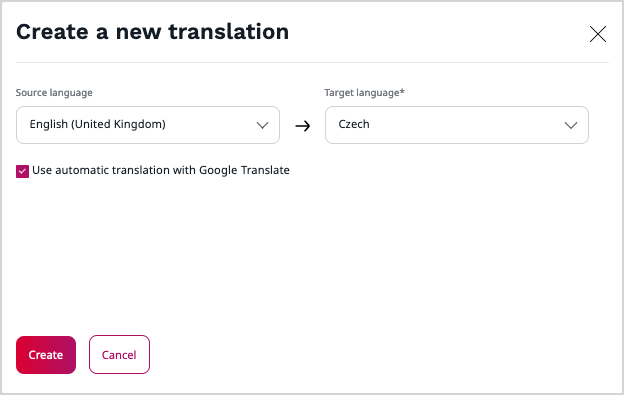 Create a new translation
Source language
Target language*
English (United Kingdom)
Czech
Use automatic translation with Google Translate
Create
Cancel